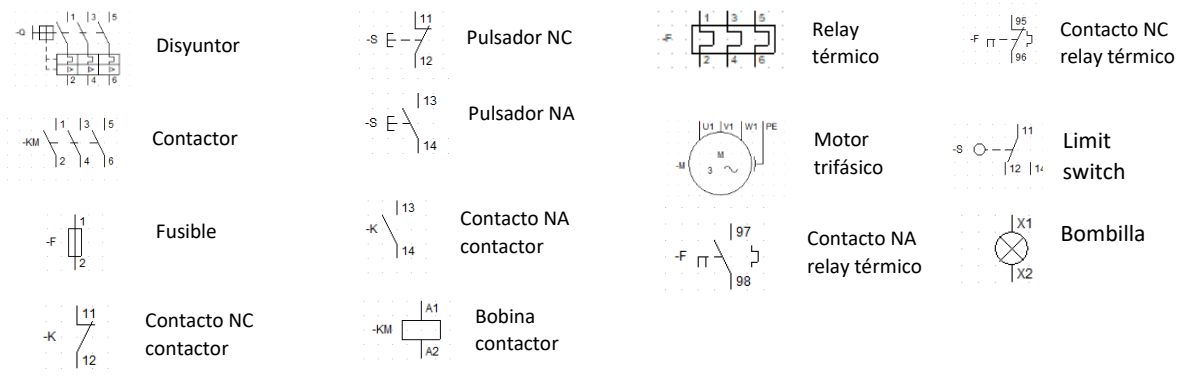 1 3 5
-Q
2 4 6
Disyuntor
1 3 5
-KM
2 4 6
Contactor
1
-F
2
Fusible
11
-K
12
Contacto NC
contactor
11
-S
12
Pulsador NC
13
-S
14
Pulsador NA
13
-K
14
Contacto NA
contactor
A1
-KM
A2
Bobina
contactor
1 3 5
-F
2 4 6
Relay
térmico
U1 V1 W1 PE
M
-M
3
Motor
trifásico
97
-F
98
Contacto NA
relay térmico
95
-F
96
Contacto NC
relay térmico
11
-S
12 14
Limit
switch
X1
X2
Bombilla